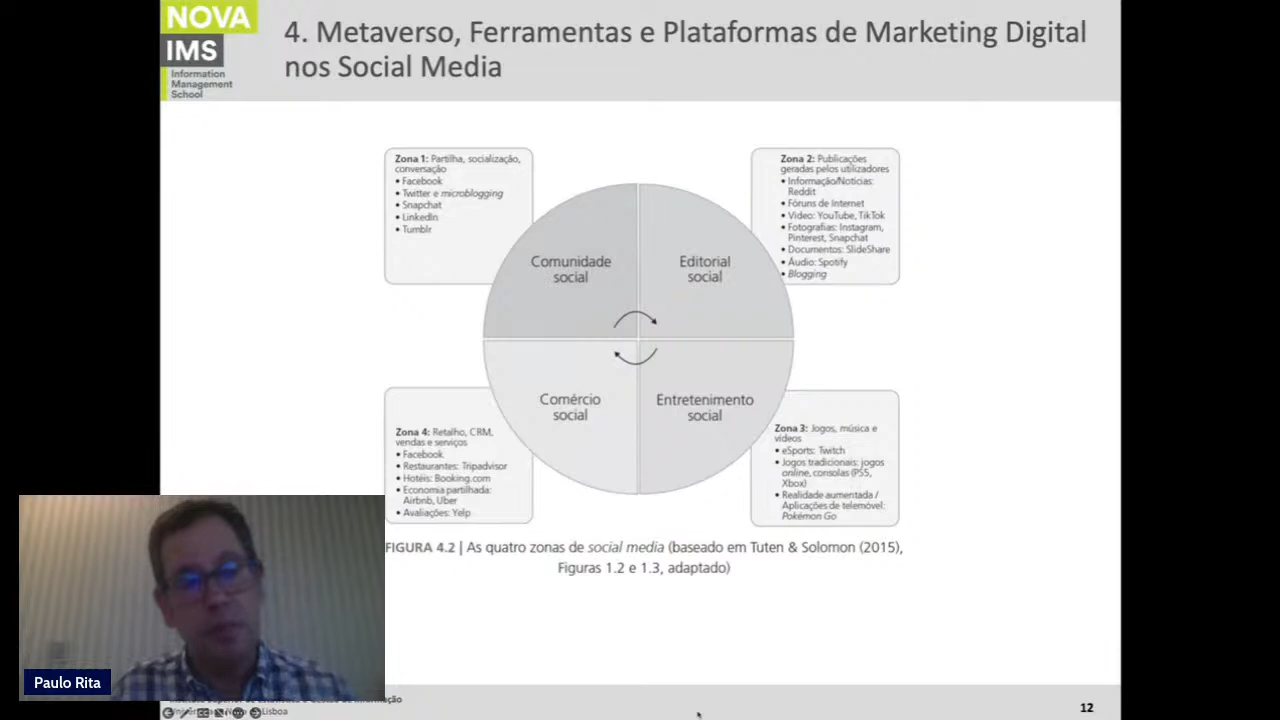 NOVA
IMS
Information
Management
School
4. Metaverso, Ferramentas e Plataformas de Marketing Digital
nos Social Media
Zona 1: Partilha, socialização,
conversação
• Facebook
• Twitter e microblogging
• Snapchat
• LinkedIn
• Tumblr
Zona 2: Publicações
geradas pelos utilizadores
• Informação/Notícias:
Reddit
• Fóruns de Internet
• Vídeo: YouTube, TikTok
• Fotografias: Instagram,
Pinterest, Snapchat
• Documentos: SlideShare
• Áudio: Spotify
• Blogging
Comunidade
social
Editorial
social
Comércio
social
Entretenimento
social
Zona 4: Retalho, CRM,
vendas e serviços
• Facebook
• Restaurantes: Tripadvisor
• Hotéis: Booking.com
• Economia partilhada:
Airbnb, Uber
• Avaliações: Yelp
Zona 3: Jogos, música e
vídeos
• eSports: Twitch
• Jogos tradicionais: jogos
online, consolas (PS5,
Xbox)
• Realidade aumentada /
Aplicações de telemóvel:
Pokémon Go
FIGURA 4.2 | As quatro zonas de social media (baseado em Tuten & Solomon (2015),
Figuras 1.2 e 1.3, adaptado)
Paulo Rita
Lisboa
12